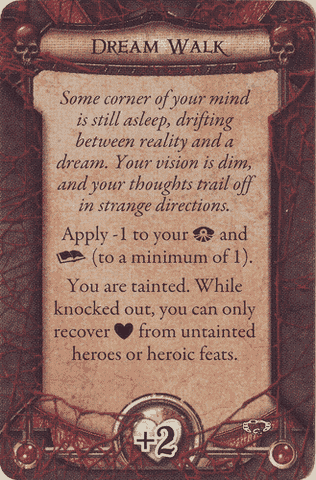 DREAM WALK
Some corner of your mind
is still asleep, drifting
between reality and a
dream. Your vision is dim,
and your thoughts trail off
in strange directions.
Apply -1 to your and
(to a minimum of 1).
You are tainted. While
knocked out, you can only
recover ♥ from untainted
heroes or heroic feats.
+2